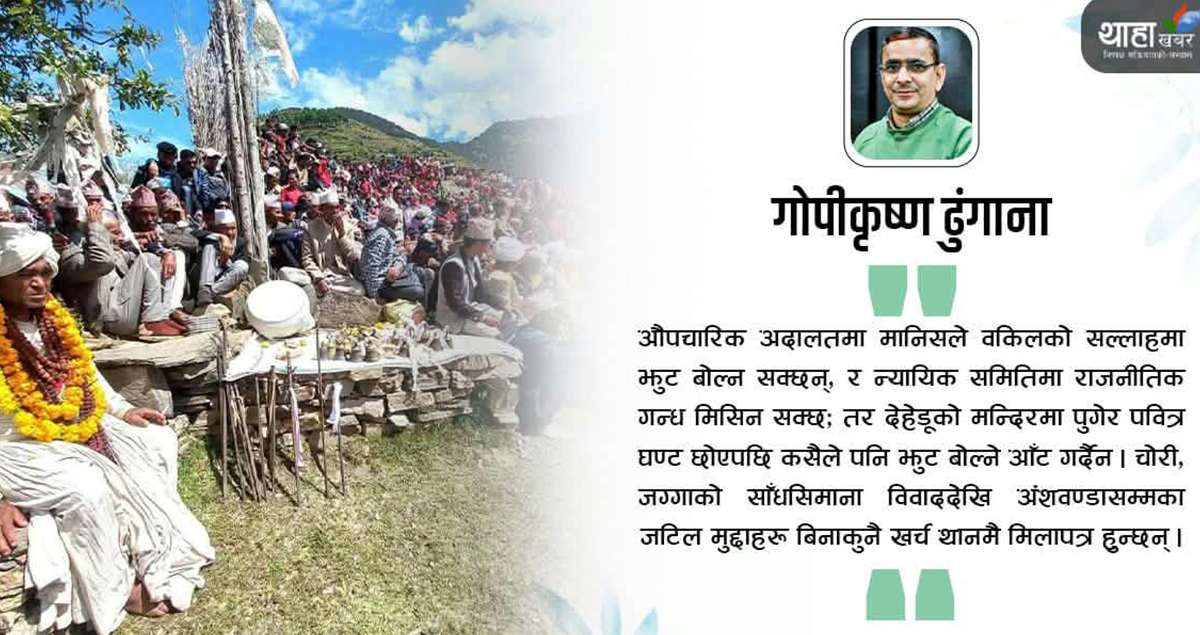 थाहा खबर
गोपीकृष्ण ढुंगाना
औपचारिक अदालतमा मानिसले वकिलको सल्लाहमा
झुट बोल्न सक्छन्, र न्यायिक समितिमा राजनीतिक
गन्ध मिसिन सक्छ; तर देहेडूको मन्दिरमा पुगेर पवित्र
घण्ट छोएपछि कसैले पनि झुट बोल्ने आँट गर्दैन । चोरी,
जग्गाको साँधसिमाना विवाददेखि अंशवण्डासम्मका
जटिल मुद्दाहरू बिनाकुनै खर्च थानमै मिलापत्र हुन्छन् ।